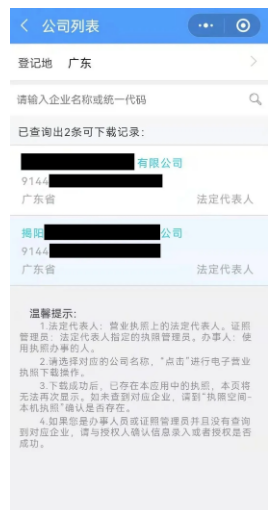 公司列表
登记地 广东
请输入企业名称或统一代码
已查询出2条可下载记录：
有限公司
9144
广东省 法定代表人
揭阳 公司
9144
广东省 法定代表人
温馨提示：
1.法定代表人：营业执照上的法定代表人。证照
管理员：法定代表人指定的执照管理员。办事人：使
用执照办事的人。
2.请选择对应的公司名称，"点击"进行电子营业
执照下载操作。
3.下载成功后，已存在本应用中的执照，本页将
无法再次显示。如未查到对应企业，请到"执照空间-
本机执照"确认是否存在。
4.如果您是办事人员或证照管理员并且没有查询
到对应企业，请与授权人确认信息录入或者授权是否
成功。